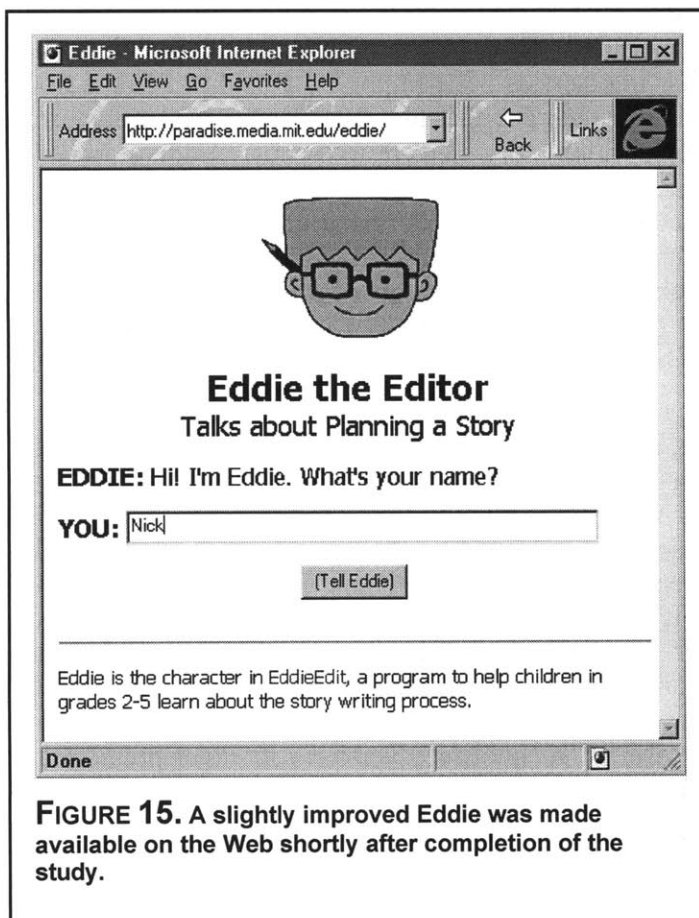 Eddie - Microsoft Internet Explorer
File Edit View Go Favorites Help
Address http://paradise.media.mit.edu/eddie/ Back Links
Eddie the Editor
Talks about Planning a Story
EDDIE: Hi! I'm Eddie. What's your name?
YOU: Nick
(Tell Eddie)
Eddie is the character in EddieEdit, a program to help children in
grades 2-5 learn about the story writing process.
Done
FIGURE 15. A slightly improved Eddie was made
available on the Web shortly after completion of the
study.